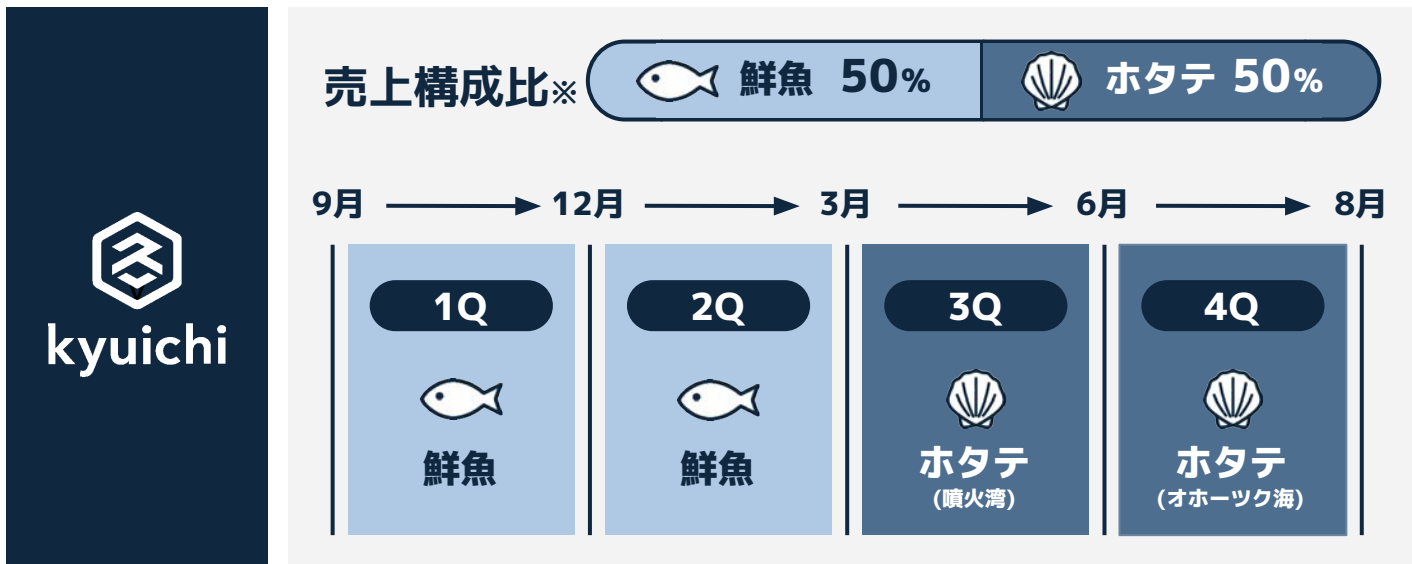 kyuichi
売上構成比※
鮮魚 50%
ホタテ 50%
9月 12月 3月 6月 8月
1Q
鮮魚
2Q
鮮魚
3Q
ホタテ
(噴火湾)
4Q
ホタテ
(オホーツク海)